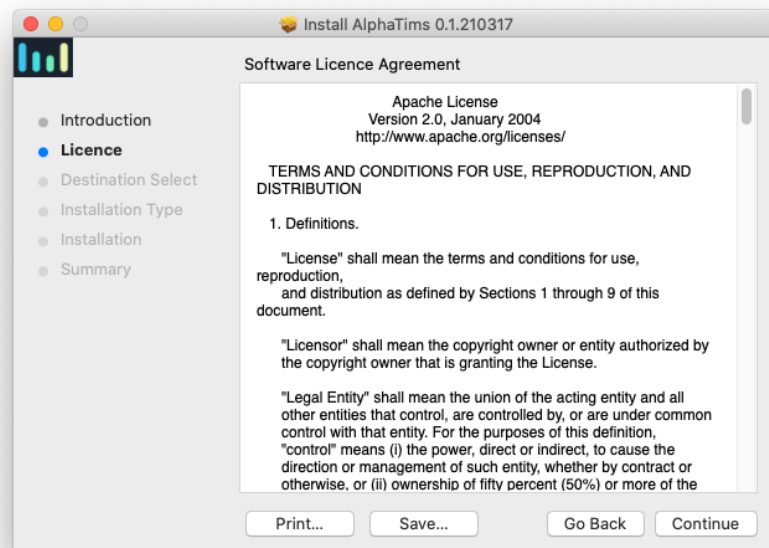 Install AlphaTims 0.1.210317
Software Licence Agreement
Introduction
Licence
Destination Select
Installation Type
Installation
Summary
Apache License
Version 2.0, January 2004
http://www.apache.org/licenses/
TERMS AND CONDITIONS FOR USE, REPRODUCTION, AND
DISTRIBUTION
1. Definitions.
"License" shall mean the terms and conditions for use,
reproduction,
and distribution as defined by Sections 1 through 9 of this
document.
"Licensor" shall mean the copyright owner or entity authorized by
the copyright owner that is granting the License.
"Legal Entity" shall mean the union of the acting entity and all
other entities that control, are controlled by, or are under common
control with that entity. For the purposes of this definition,
"control" means (i) the power, direct or indirect, to cause the
direction or management of such entity, whether by contract or
otherwise, or (ii) ownership of fifty percent (50%) or more of the
Print...
Save...
Go Back
Continue